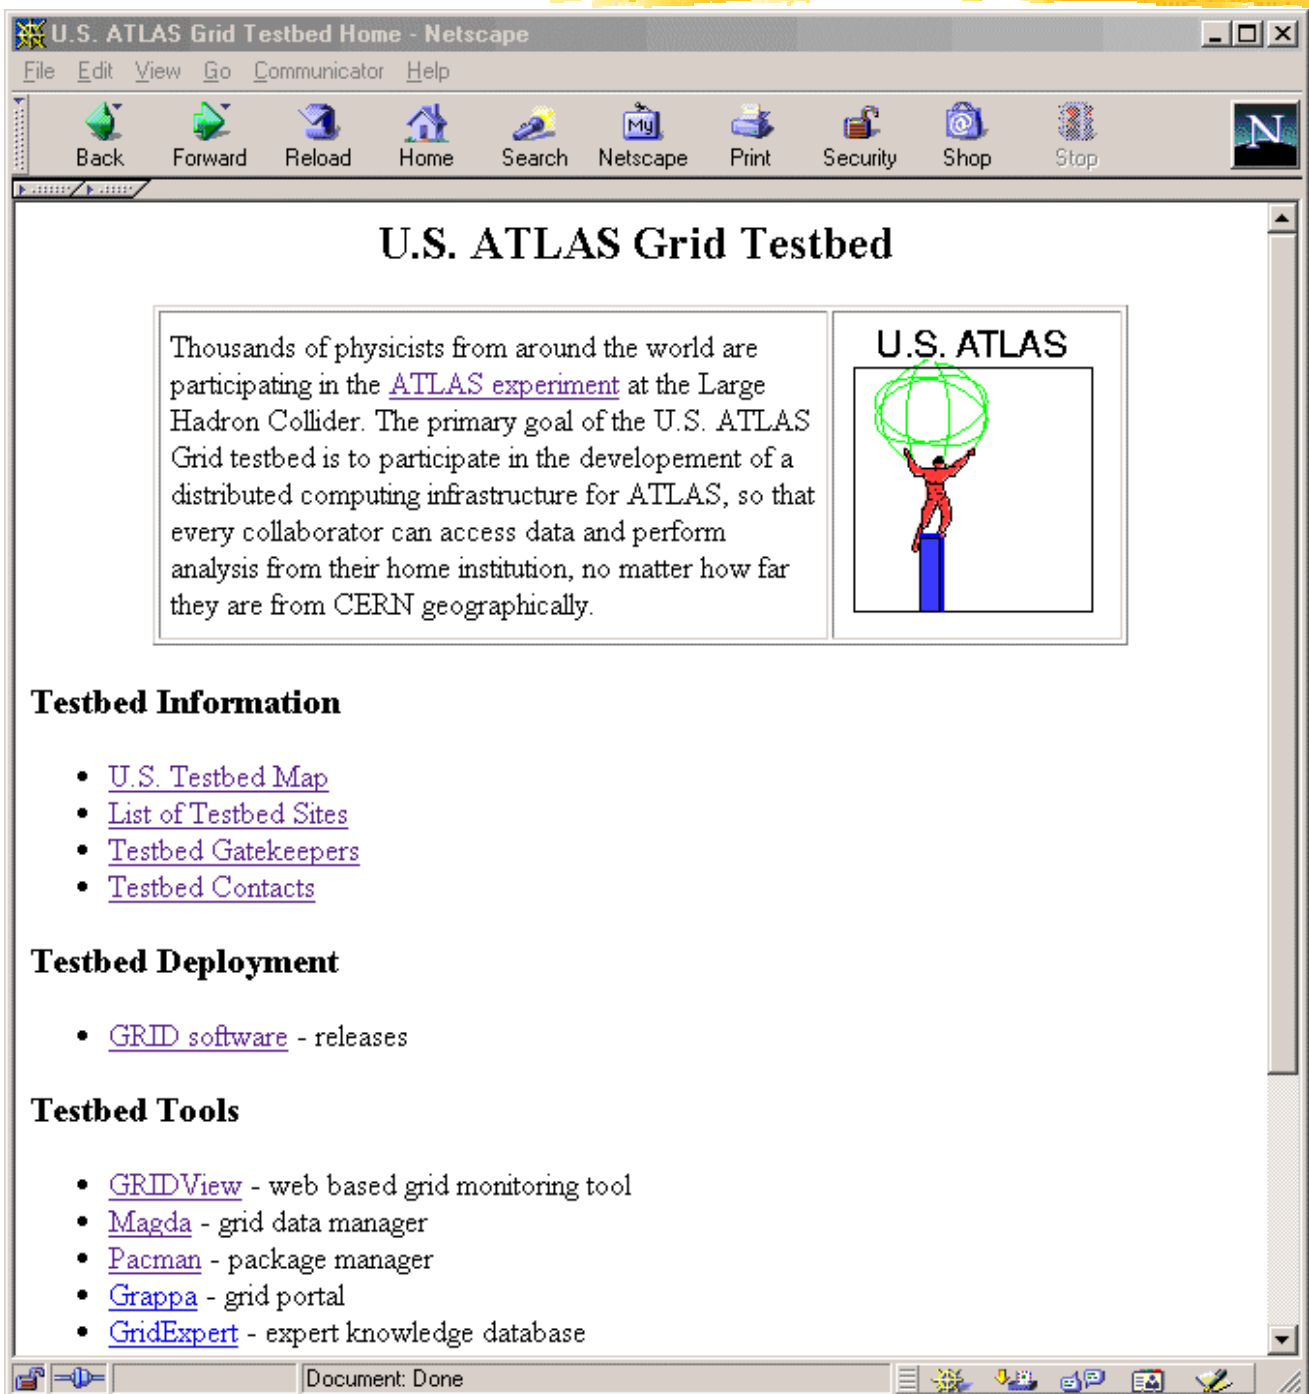 U.S. ATLAS Grid Testbed Home - Netscape
File Edit View Go Communicator Help
My
N
Back Forward Reload Home Search Netscape Print Security Shop Stop
U.S. ATLAS Grid Testbed
Thousands of physicists from around the world are
participating in the ATLAS experiment at the Large
Hadron Collider. The primary goal of the U.S. ATLAS
Grid testbed is to participate in the developement of a
distributed computing infrastructure for ATLAS, so that
every collaborator can access data and perform
analysis from their home institution, no matter how far
they are from CERN geographically.
U.S. ATLAS
Testbed Information
• U.S. Testbed Map
• List of Testbed Sites
• Testbed Gatekeepers
• Testbed Contacts
Testbed Deployment
• GRID software - releases
Testbed Tools
• GRIDView - web based grid monitoring tool
• Magda - grid data manager
• Pacman - package manager
• Grappa - grid portal
• GridExpert - expert knowledge database
Document: Done